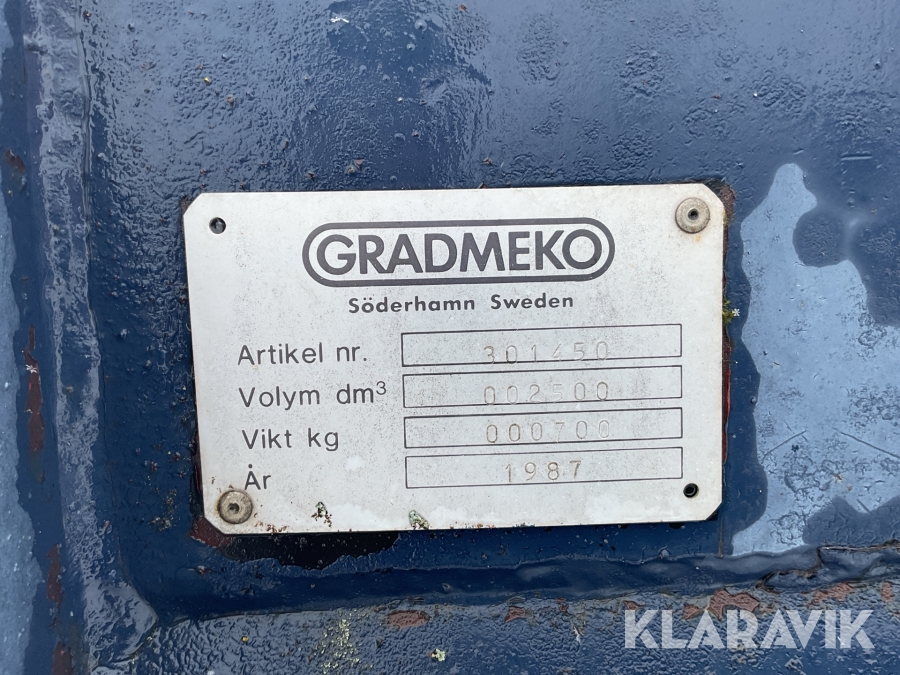 GRADMEKO
Söderhamn Sweden
Artikel nr. 301450
Volym dm³ 002500
Vikt kg 000700
År 1987
KLARAVIK